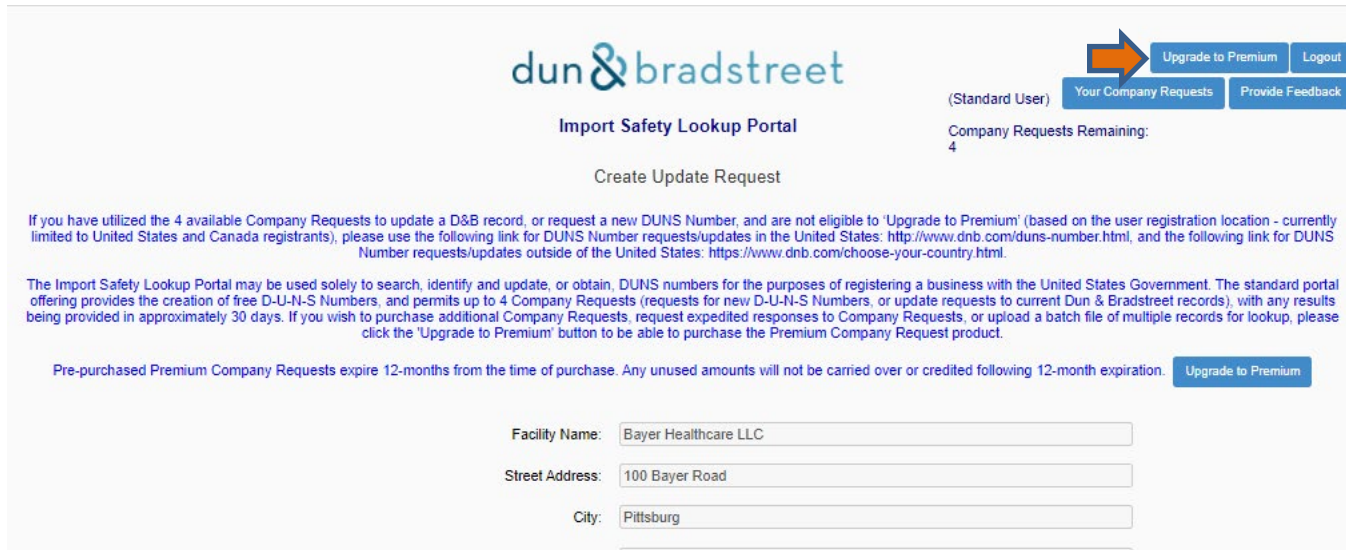 dun & bradstreet
Upgrade to Premium Logout
(Standard User) Your Company Requests Provide Feedback
Import Safety Lookup Portal
Company Requests Remaining:
4
Create Update Request
If you have utilized the 4 available Company Requests to update a D&B record, or request a new DUNS Number, and are not eligible to ‘Upgrade to Premium’ (based on the user registration location - currently
limited to United States and Canada registrants), please use the following link for DUNS Number requests/updates in the United States: http://www.dnb.com/duns-number.html, and the following link for DUNS
Number requests/updates outside of the United States: https://www.dnb.com/choose-your-country.html.
The Import Safety Lookup Portal may be used solely to search, identify and update, or obtain, DUNS numbers for the purposes of registering a business with the United States Government. The standard portal
offering provides the creation of free D-U-N-S Numbers, and permits up to 4 Company Requests (requests for new D-U-N-S Numbers, or update requests to current Dun & Bradstreet records), with any results
being provided in approximately 30 days. If you wish to purchase additional Company Requests, request expedited responses to Company Requests, or upload a batch file of multiple records for lookup, please
click the 'Upgrade to Premium' button to be able to purchase the Premium Company Request product.
Pre-purchased Premium Company Requests expire 12-months from the time of purchase. Any unused amounts will not be carried over or credited following 12-month expiration. Upgrade to Premium
Facility Name: Bayer Healthcare LLC
Street Address: 100 Bayer Road
City: Pittsburg